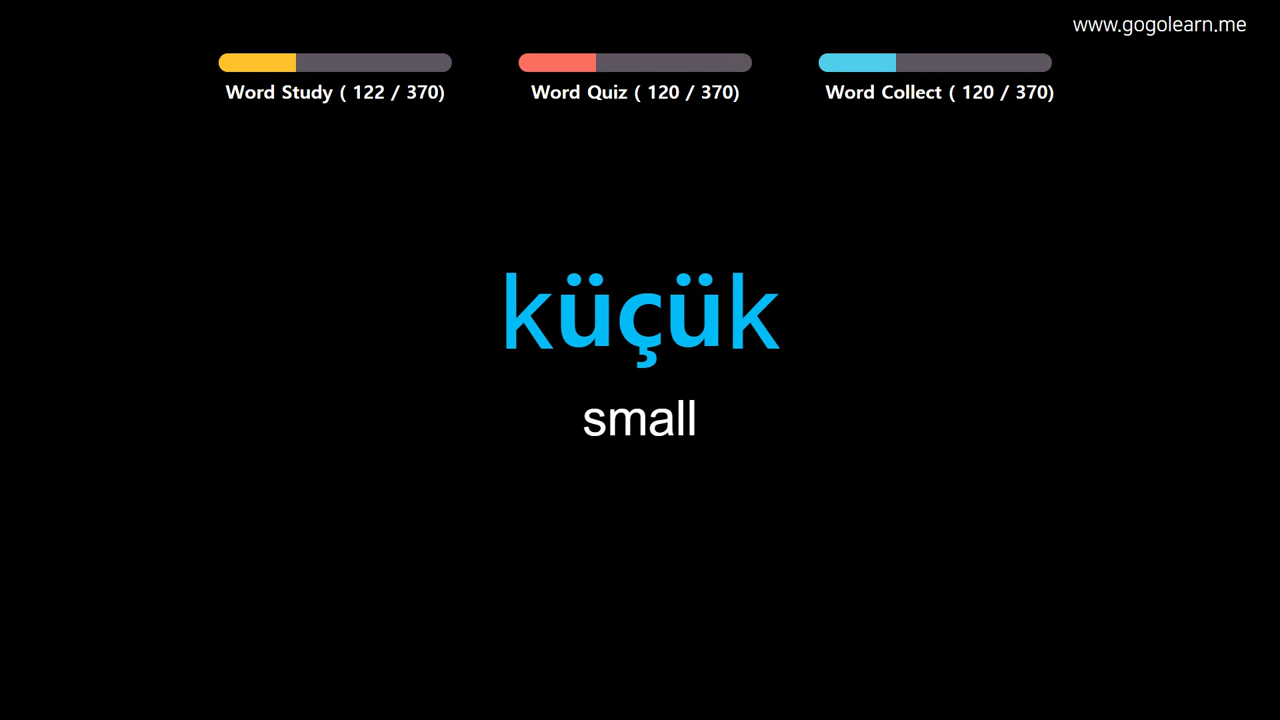 www.gogolearn.me
Word Study ( 122 / 370)
Word Quiz ( 120 / 370)
Word Collect ( 120 / 370)
küçük
small